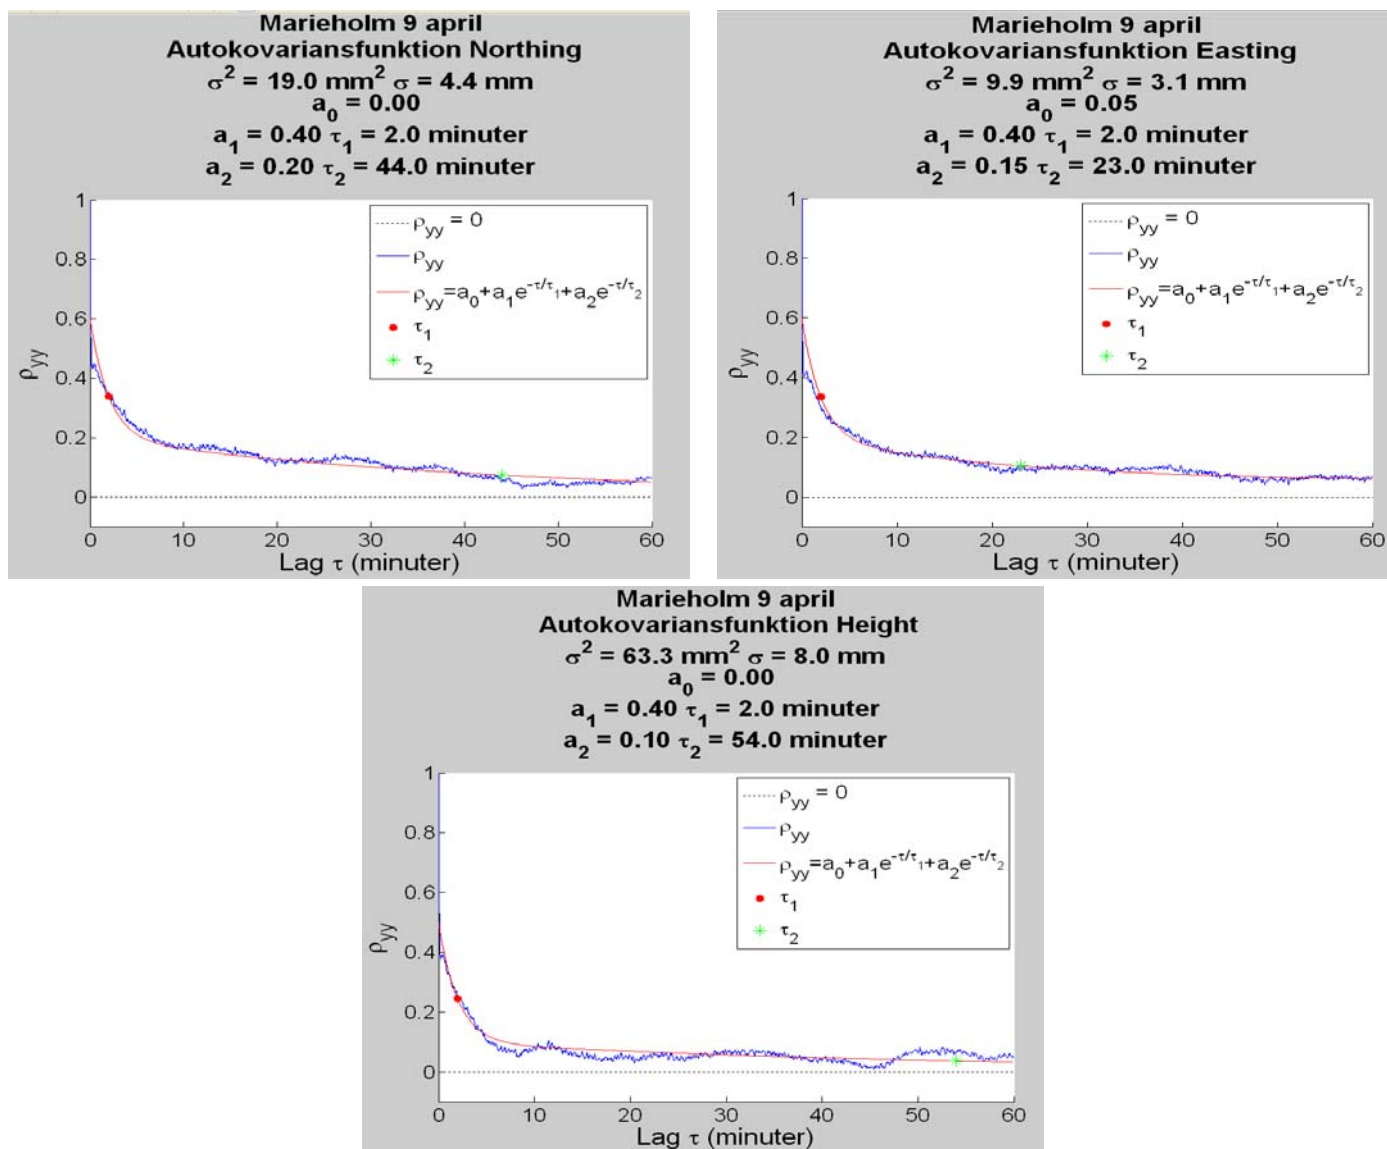 Marieholm 9 april
Autokovariansfunktion Northing
σ² = 19.0 mm² σ = 4.4 mm
a₀ = 0.00
a₁ = 0.40 τ₁ = 2.0 minuter
a₂ = 0.20 τ₂ = 44.0 minuter
1
0.8
0.6
0.4
0.2
0
ρyy
ρyy = 0
ρyy
ρyy=a₀+a₁e^-τ/τ₁+a₂e^-τ/τ₂
τ₁
τ₂
0 10 20 30 40 50 60
Lag τ (minuter)
Marieholm 9 april
Autokovariansfunktion Easting
σ² = 9.9 mm² σ = 3.1 mm
a₀ = 0.05
a₁ = 0.40 τ₁ = 2.0 minuter
a₂ = 0.15 τ₂ = 23.0 minuter
1
0.8
0.6
0.4
0.2
0
ρyy
ρyy = 0
ρyy
ρyy=a₀+a₁e^-τ/τ₁+a₂e^-τ/τ₂
τ₁
τ₂
0 10 20 30 40 50 60
Lag τ (minuter)
Marieholm 9 april
Autokovariansfunktion Height
σ² = 63.3 mm² σ = 8.0 mm
a₀ = 0.00
a₁ = 0.40 τ₁ = 2.0 minuter
a₂ = 0.10 τ₂ = 54.0 minuter
1
0.8
0.6
0.4
0.2
0
ρyy
ρyy = 0
ρyy
ρyy=a₀+a₁e^-τ/τ₁+a₂e^-τ/τ₂
τ₁
τ₂
0 10 20 30 40 50 60
Lag τ (minuter)